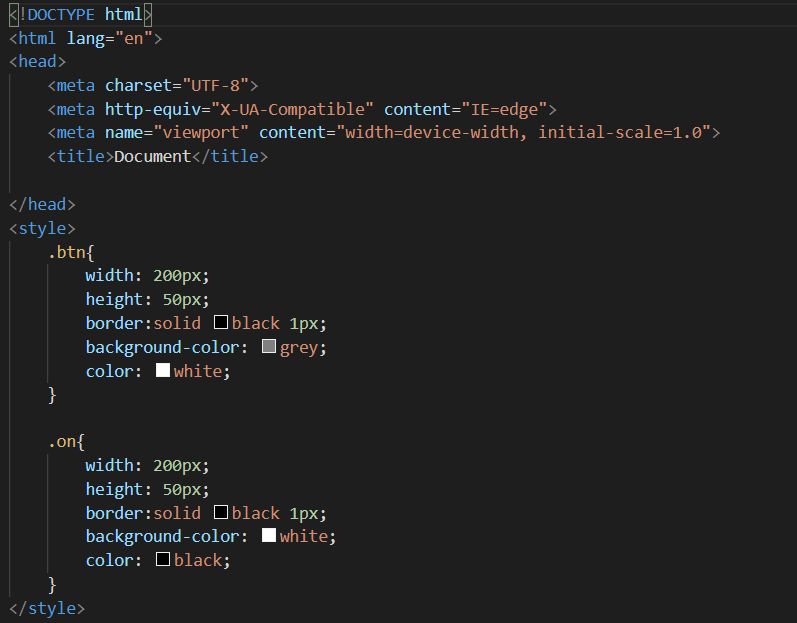 <!DOCTYPE html>
<html lang="en">
<head>
    <meta charset="UTF-8">
    <meta http-equiv="X-UA-Compatible" content="IE=edge">
    <meta name="viewport" content="width=device-width, initial-scale=1.0">
    <title>Document</title>

</head>
<style>
    .btn{
        width: 200px;
        height: 50px;
        border:solid black 1px;
        background-color: grey;
        color: white;
    }

    .on{
        width: 200px;
        height: 50px;
        border:solid black 1px;
        background-color: white;
        color: black;
    }
</style>